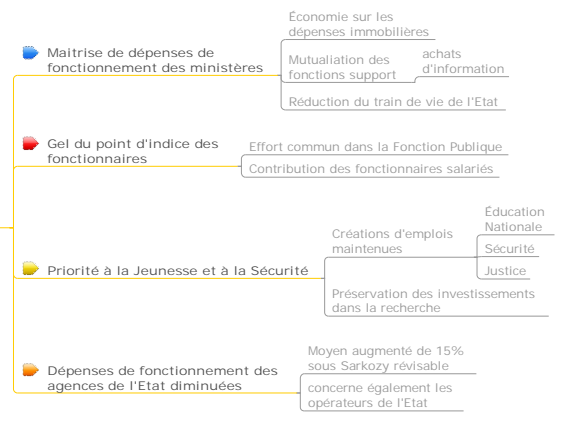 Maitrise de dépenses de
fonctionnement des ministères
Économie sur les
dépenses immobilières
Mutualiation des
fonctions support
achats
d'information
Réduction du train de vie de l'Etat
Gel du point d'indice des
fonctionnaires
Effort commun dans la Fonction Publique
Contribution des fonctionnaires salariés
Priorité à la Jeunesse et à la Sécurité
Créations d'emplois
maintenues
Éducation
Nationale
Sécurité
Justice
Préservation des investissements
dans la recherche
Dépenses de fonctionnement des
agences de l'Etat diminuées
Moyen augmenté de 15%
sous Sarkozy révisable
concerne également les
opérateurs de l'Etat